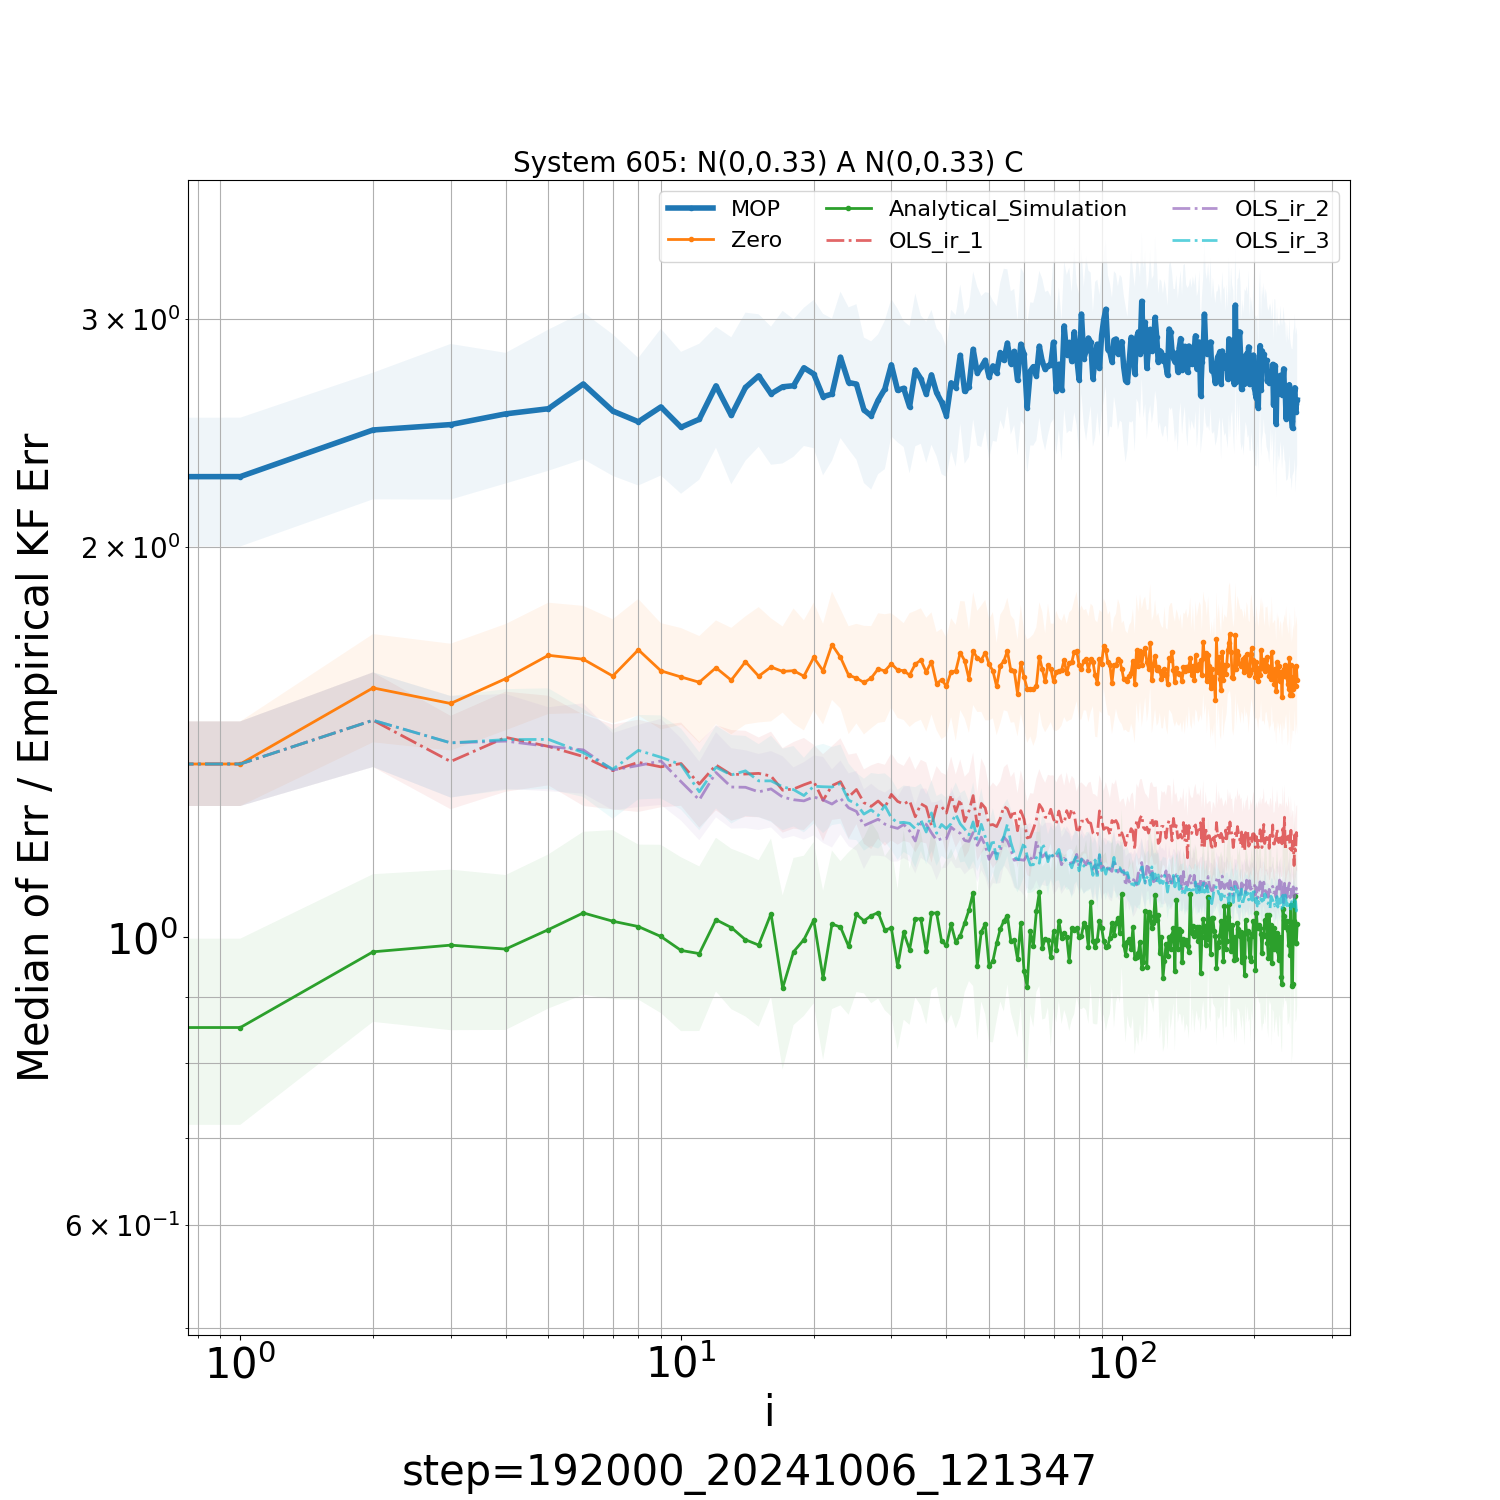 System 605: N(0,0.33) A N(0,0.33) C
MOP
Zero
Analytical_Simulation
OLS_ir_1
OLS_ir_2
OLS_ir_3
Median of Err / Empirical KF Err
3 × 10⁰
2 × 10⁰
10⁰
6 × 10⁻¹
10⁰ 10¹ 10²
i
step=192000_20241006_121347